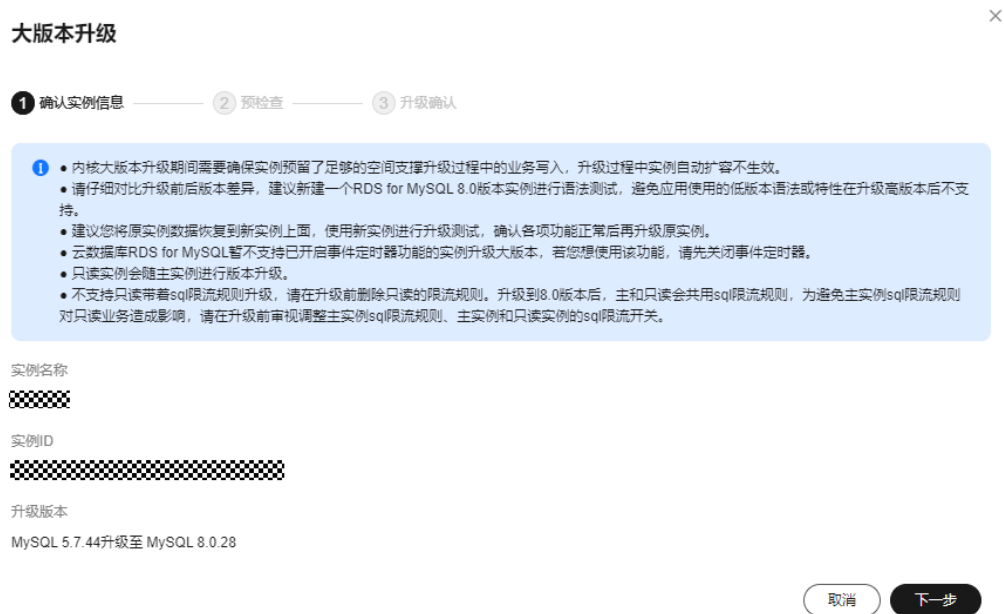 大版本升级
1 确认实例信息 2 预检查 3 升级确认
● 内核大版本升级期间需要确保实例预留了足够的空间支撑升级过程中的业务写入，升级过程中实例自动扩容不生效。
● 请仔细对比升级前后版本差异，建议新建一个RDS for MySQL 8.0版本实例进行语法测试，避免应用使用的低版本语法或特性在升级高版本后不支
持。
● 建议您将原实例数据恢复到新实例上面，使用新实例进行升级测试，确认各项功能正常后再升级原实例。
● 云数据库RDS for MySQL暂不支持已开启事件定时器功能的实例升级大版本，若您想使用该功能，请先关闭事件定时器。
● 只读实例会随主实例进行版本升级。
● 不支持只读带着sql限流规则升级，请在升级前删除只读的限流规则。升级到8.0版本后，主和只读会共用sql限流规则，为避免主实例sql限流规则
对只读业务造成影响，请在升级前审视调整主实例sql限流规则、主实例和只读实例的sql限流开关。
实例名称
实例ID
升级版本
MySQL 5.7.44升级至 MySQL 8.0.28
取消 下一步